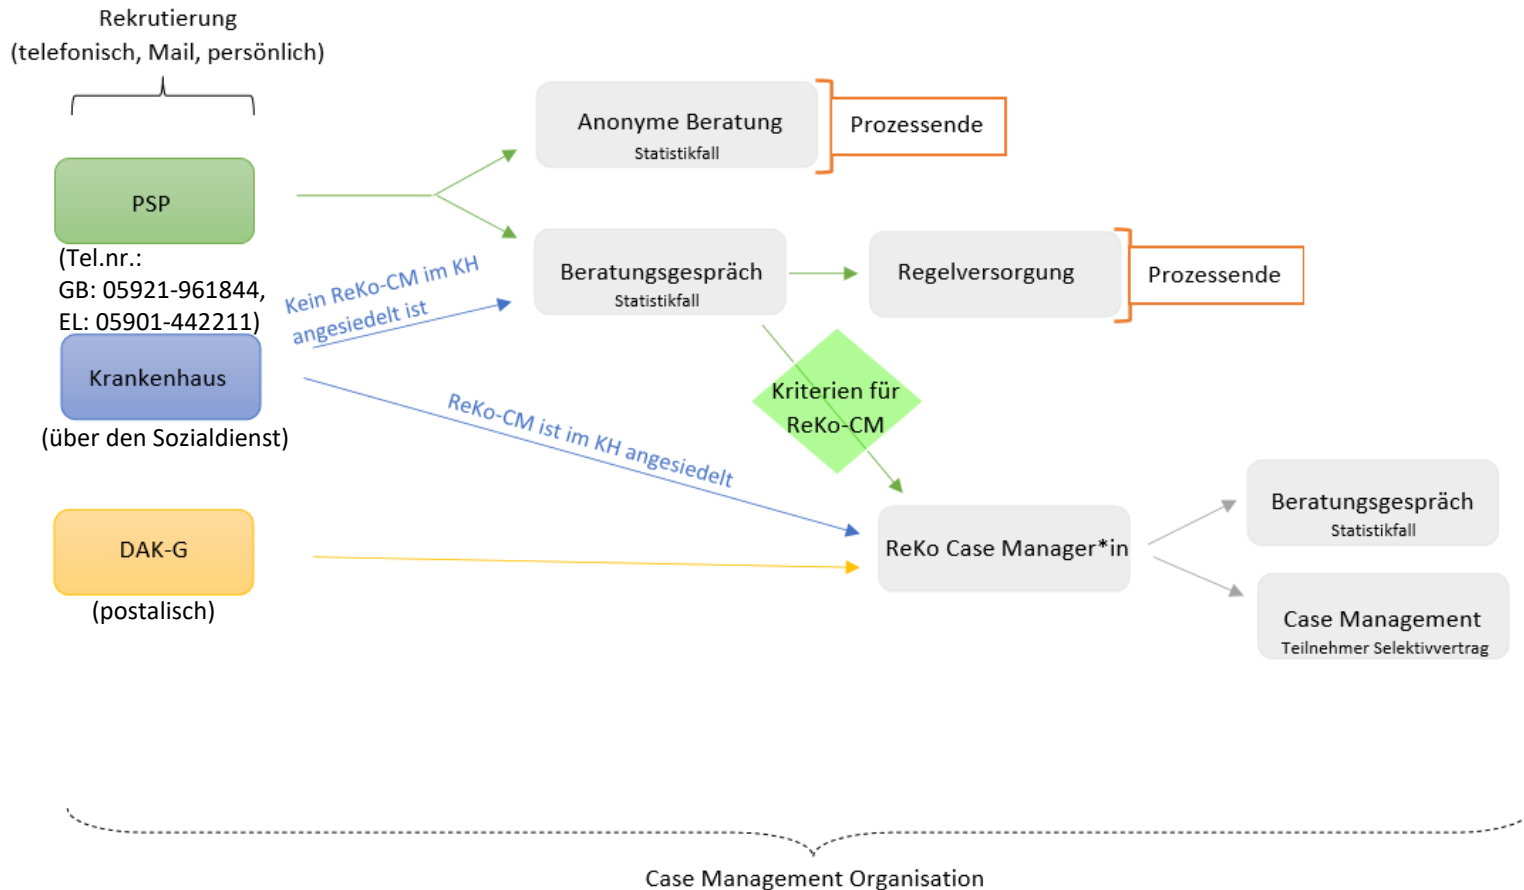 Rekrutierung
(telefonisch, Mail, persönlich)
Anonyme Beratung
Statistikfall
Prozessende
PSP
(Tel.nr.:
GB: 05921-961844,
EL: 05901-442211)
Kein ReKo-CM im KH
angesiedelt ist
Beratungsgespräch
Statistikfall
Regelversorgung
Prozessende
Krankenhaus
(über den Sozialdienst)
ReKo-CM ist im KH angesiedelt
Kriterien für
ReKo-CM
DAK-G
(postalisch)
ReKo Case Manager*in
Beratungsgespräch
Statistikfall
Case Management
Teilnehmer Selektivvertrag
Case Management Organisation